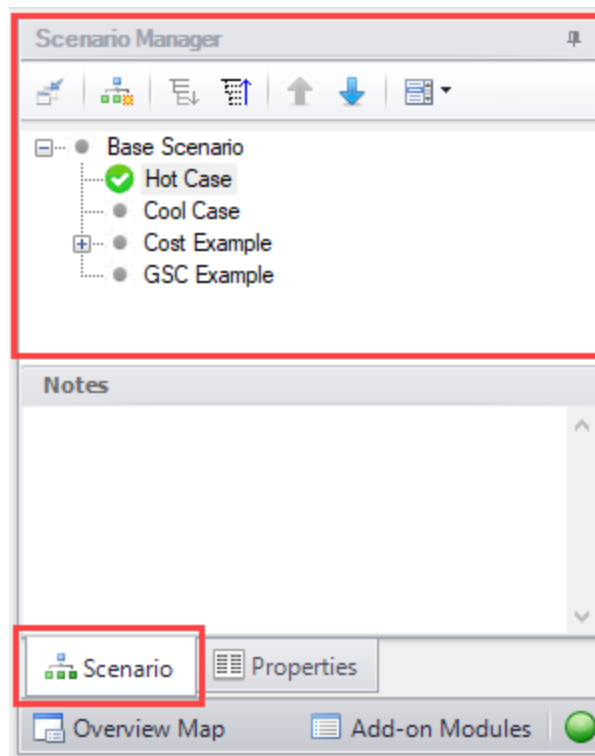 Scenario Manager
Base Scenario
Hot Case
Cool Case
Cost Example
GSC Example
Notes
Scenario
Properties
Overview Map
Add-on Modules